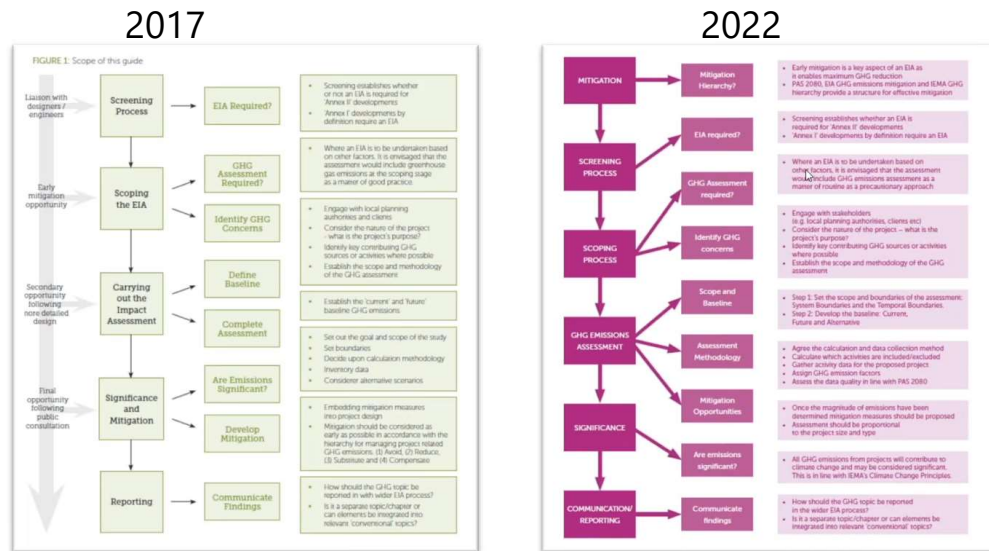 2017
2022
FIGURE 1: Scope of this guide
Liaison with
designers /
engineers
Early
mitigation
opportunity
Secondary
opportunity
following
more detailed
design
Final
opportunity
following
public
consultation
Screening
Process
Scoping
the EIA
Carrying
out the
Impact
Assessment
Significance
and
Mitigation
Reporting
EIA Required?
GHG
Assessment
Required?
Identify GHG
Concerns
Define
Baseline
Complete
Assessment
Are Emissions
Significant?
Develop
Mitigation
Communicate
Findings
• Screening establishes whether
or not an EIA is required for
'Annex II' developments
• 'Annex I' developments by
definition require an EIA
• Where an EIA is to be undertaken based
on other factors, it is envisaged that the
assessment would include greenhouse
gas emissions at the scoping stage
as a matter of good practice
• Engage with local planning
authorities and clients
• Consider the nature of the project
- what is the project's purpose?
• Identify key contributing GHG
sources or activities where possible
• Establish the scope and methodology
of the GHG assessment
• Establish the 'current' and 'future'
baseline GHG emissions
• Set out the goal and scope of the study
• Set boundaries
• Decide upon calculation methodology
• Inventory data
• Considerer alternative scenarios
• Embedding mitigation measures
into project design
• Mitigation should be considered as
early as possible in accordance with the
hierarchy for managing project related
GHG emissions. (1) Avoid, (2) Reduce,
(3) Substitute and (4) Compensate
• How should the GHG topic be
reported in with wider EIA process?
• Is it a separate topic/chapter or
can elements be integrated into
relevant 'conventional' topics?
MITIGATION
SCREENING
PROCESS
SCOPING
PROCESS
GHG EMISSIONS
ASSESSMENT
SIGNIFICANCE
COMMUNICATION/
REPORTING
Mitigation
Hierarchy?
EIA required?
GHG Assessment
required?
Identify GHG
concerns
Scope and
Baseline
Assessment
Methodology
Mitigation
Opportunities
Are emissions
significant?
Communicate
findings
• Early mitigation is a key aspect of an EIA as
it enables maximum GHG reduction
• PAS 2080, EIA GHG emissions mitigation and IEMA GHG
hierarchy provide a structure for effective mitigation
• Screening establishes whether an EIA is
required for 'Annex II' developments
• 'Annex I' developments by definition require an EIA
• Where an EIA is to be undertaken based on
other factors, it is envisaged that the assessment
would include GHG emissions assessment as a
matter of routine as a precautionary approach
• Engage with stakeholders
(e.g. local planning authorities, clients etc)
• Consider the nature of the project – what is the
project's purpose?
• Identify key contributing GHG sources or activities
where possible
• Establish the scope and methodology of the GHG
assessment
• Step 1: Set the scope and boundaries of the assessment:
System Boundaries and the Temporal Boundaries.
• Step 2: Develop the baseline: Current,
Future and Alternative
• Agree the calculation and data collection method
• Calculate which activities are included/excluded
• Gather activity data for the proposed project
• Assign GHG emission factors
• Assess the data quality in line with PAS 2080
• Once the magnitude of emissions have been
determined mitigation measures should be proposed
• Assessment should be proportional
to the project size and type
• All GHG emissions from projects will contribute to
climate change and may be considered significant.
This is in line with IEMA's Climate Change Principles.
• How should the GHG topic be reported
in the wider EIA process?
• Is it a separate topic/chapter or can elements be
integrated into relevant 'conventional' topics?